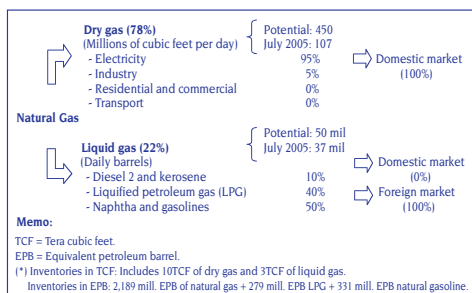 Dry gas (78%) Potential: 450
(Millions of cubic feet per day) July 2005: 107
- Electricity 95% Domestic market
- Industry 5% (100%)
- Residential and commercial 0%
- Transport 0%
Natural Gas
Liquid gas (22%) Potential: 50 mil
(Daily barrels) July 2005: 37 mil
Domestic market
- Diesel 2 and kerosene 10% (0%)
- Liquified petroleum gas (LPG) 40% Foreign market
- Naphtha and gasolines 50% (100%)
Memo:
TCF = Tera cubic feet.
EPB = Equivalent petroleum barrel.
(*) Inventories in TCF: Includes 10TCF of dry gas and 3TCF of liquid gas.
Inventories in EPB: 2,189 mill. EPB of natural gas + 279 mill. EPB LPG + 331 mill. EPB natural gasoline.